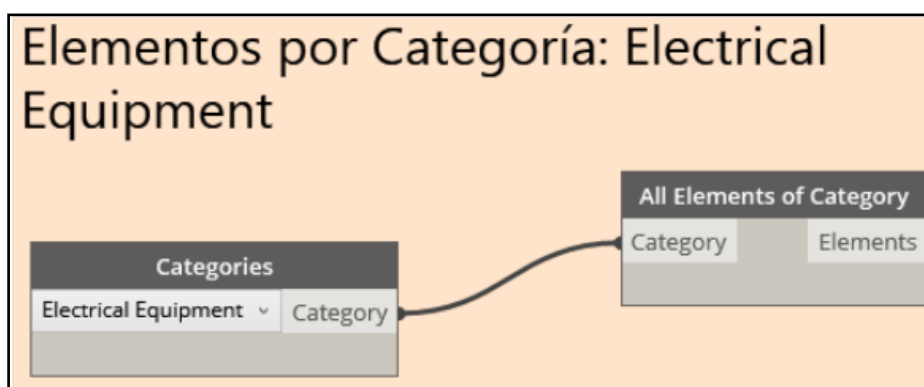 Elementos por Categoría: Electrical
Equipment
All Elements of Category
Category Elements
Categories
Electrical Equipment Category